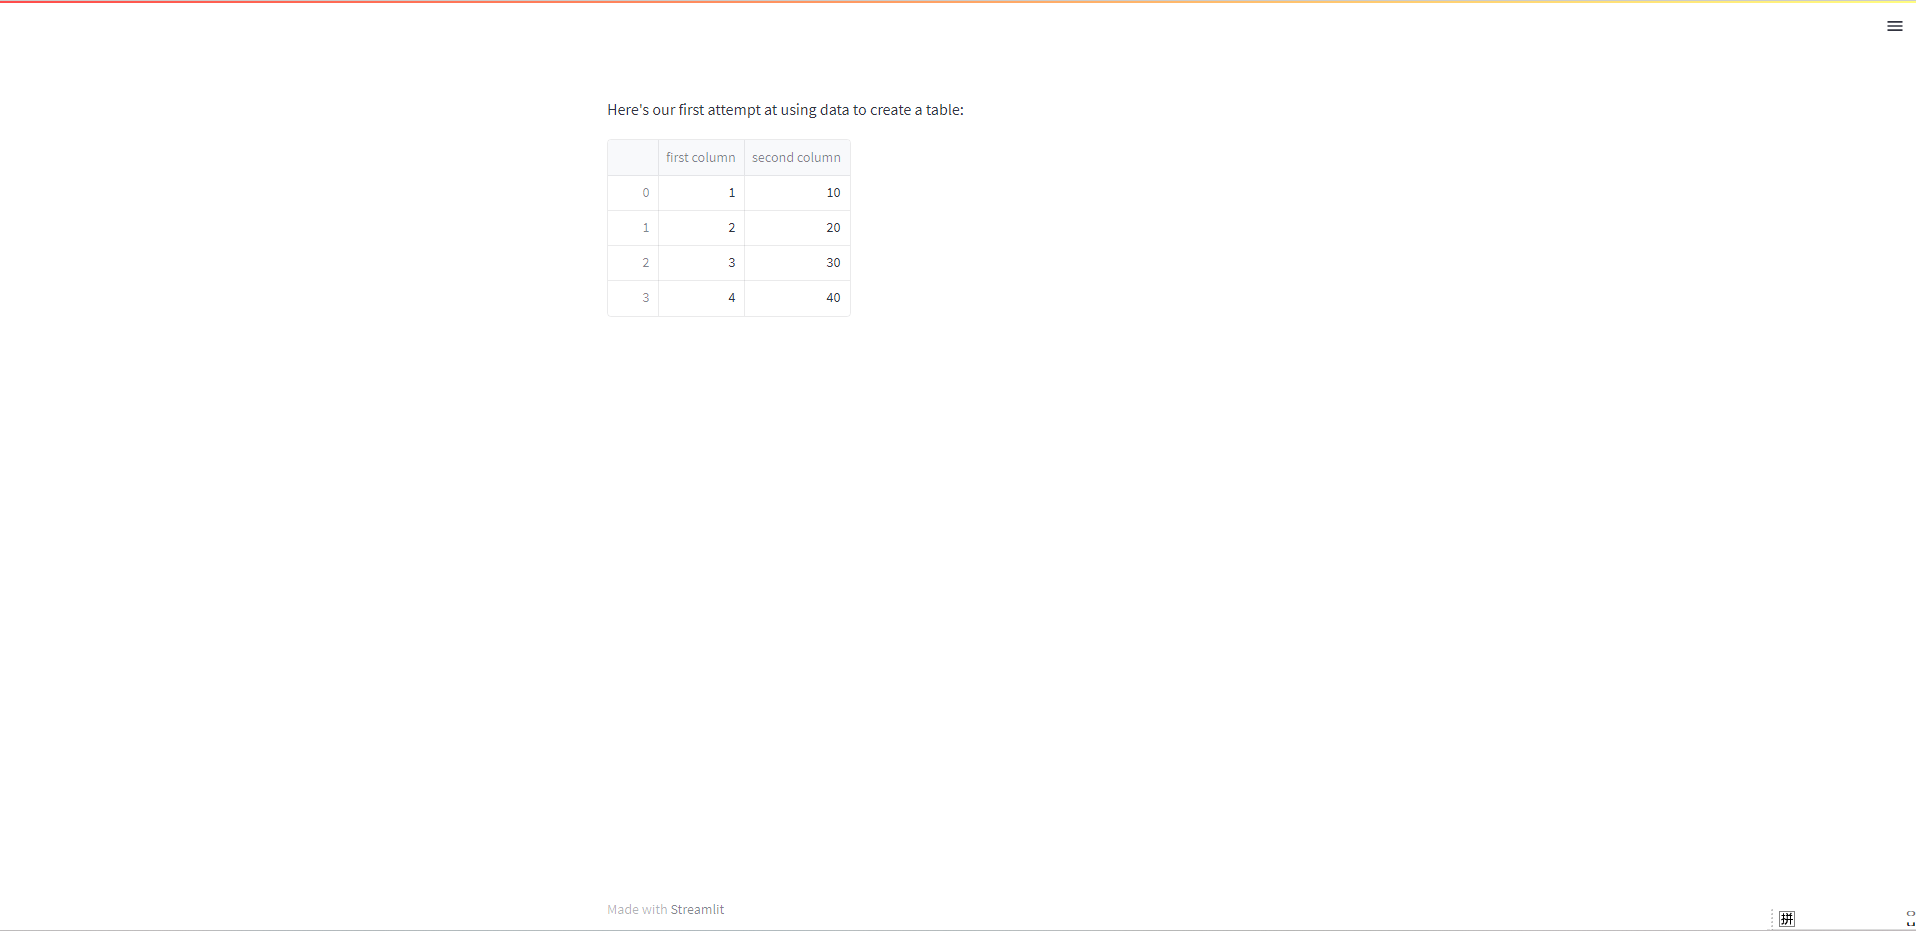 Here's our first attempt at using data to create a table:
first column second column
0 1 10
1 2 20
2 3 30
3 4 40
Made with Streamlit
拼